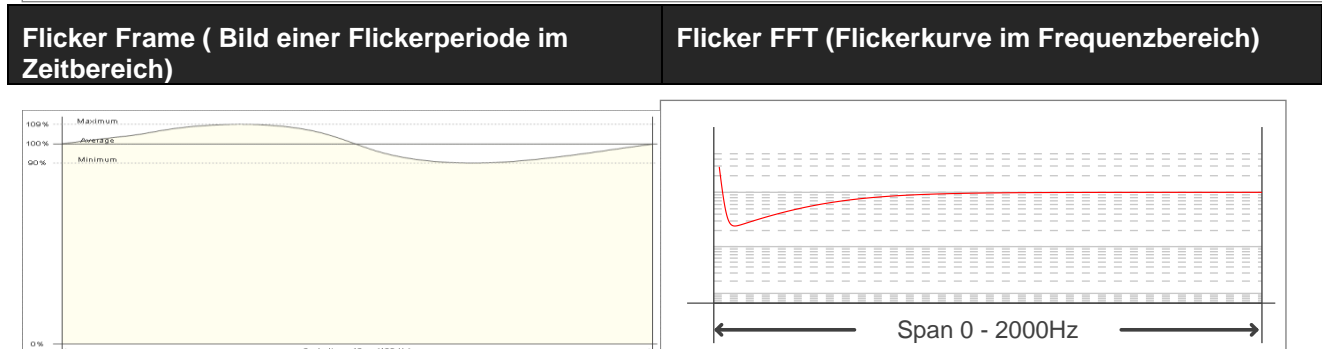 Flicker Frame ( Bild einer Flickerperiode im
Zeitbereich)
Flicker FFT (Flickerkurve im Frequenzbereich)
109%
Maximum
100%
Average
90%
Minimum
0%
Span 0 - 2000Hz